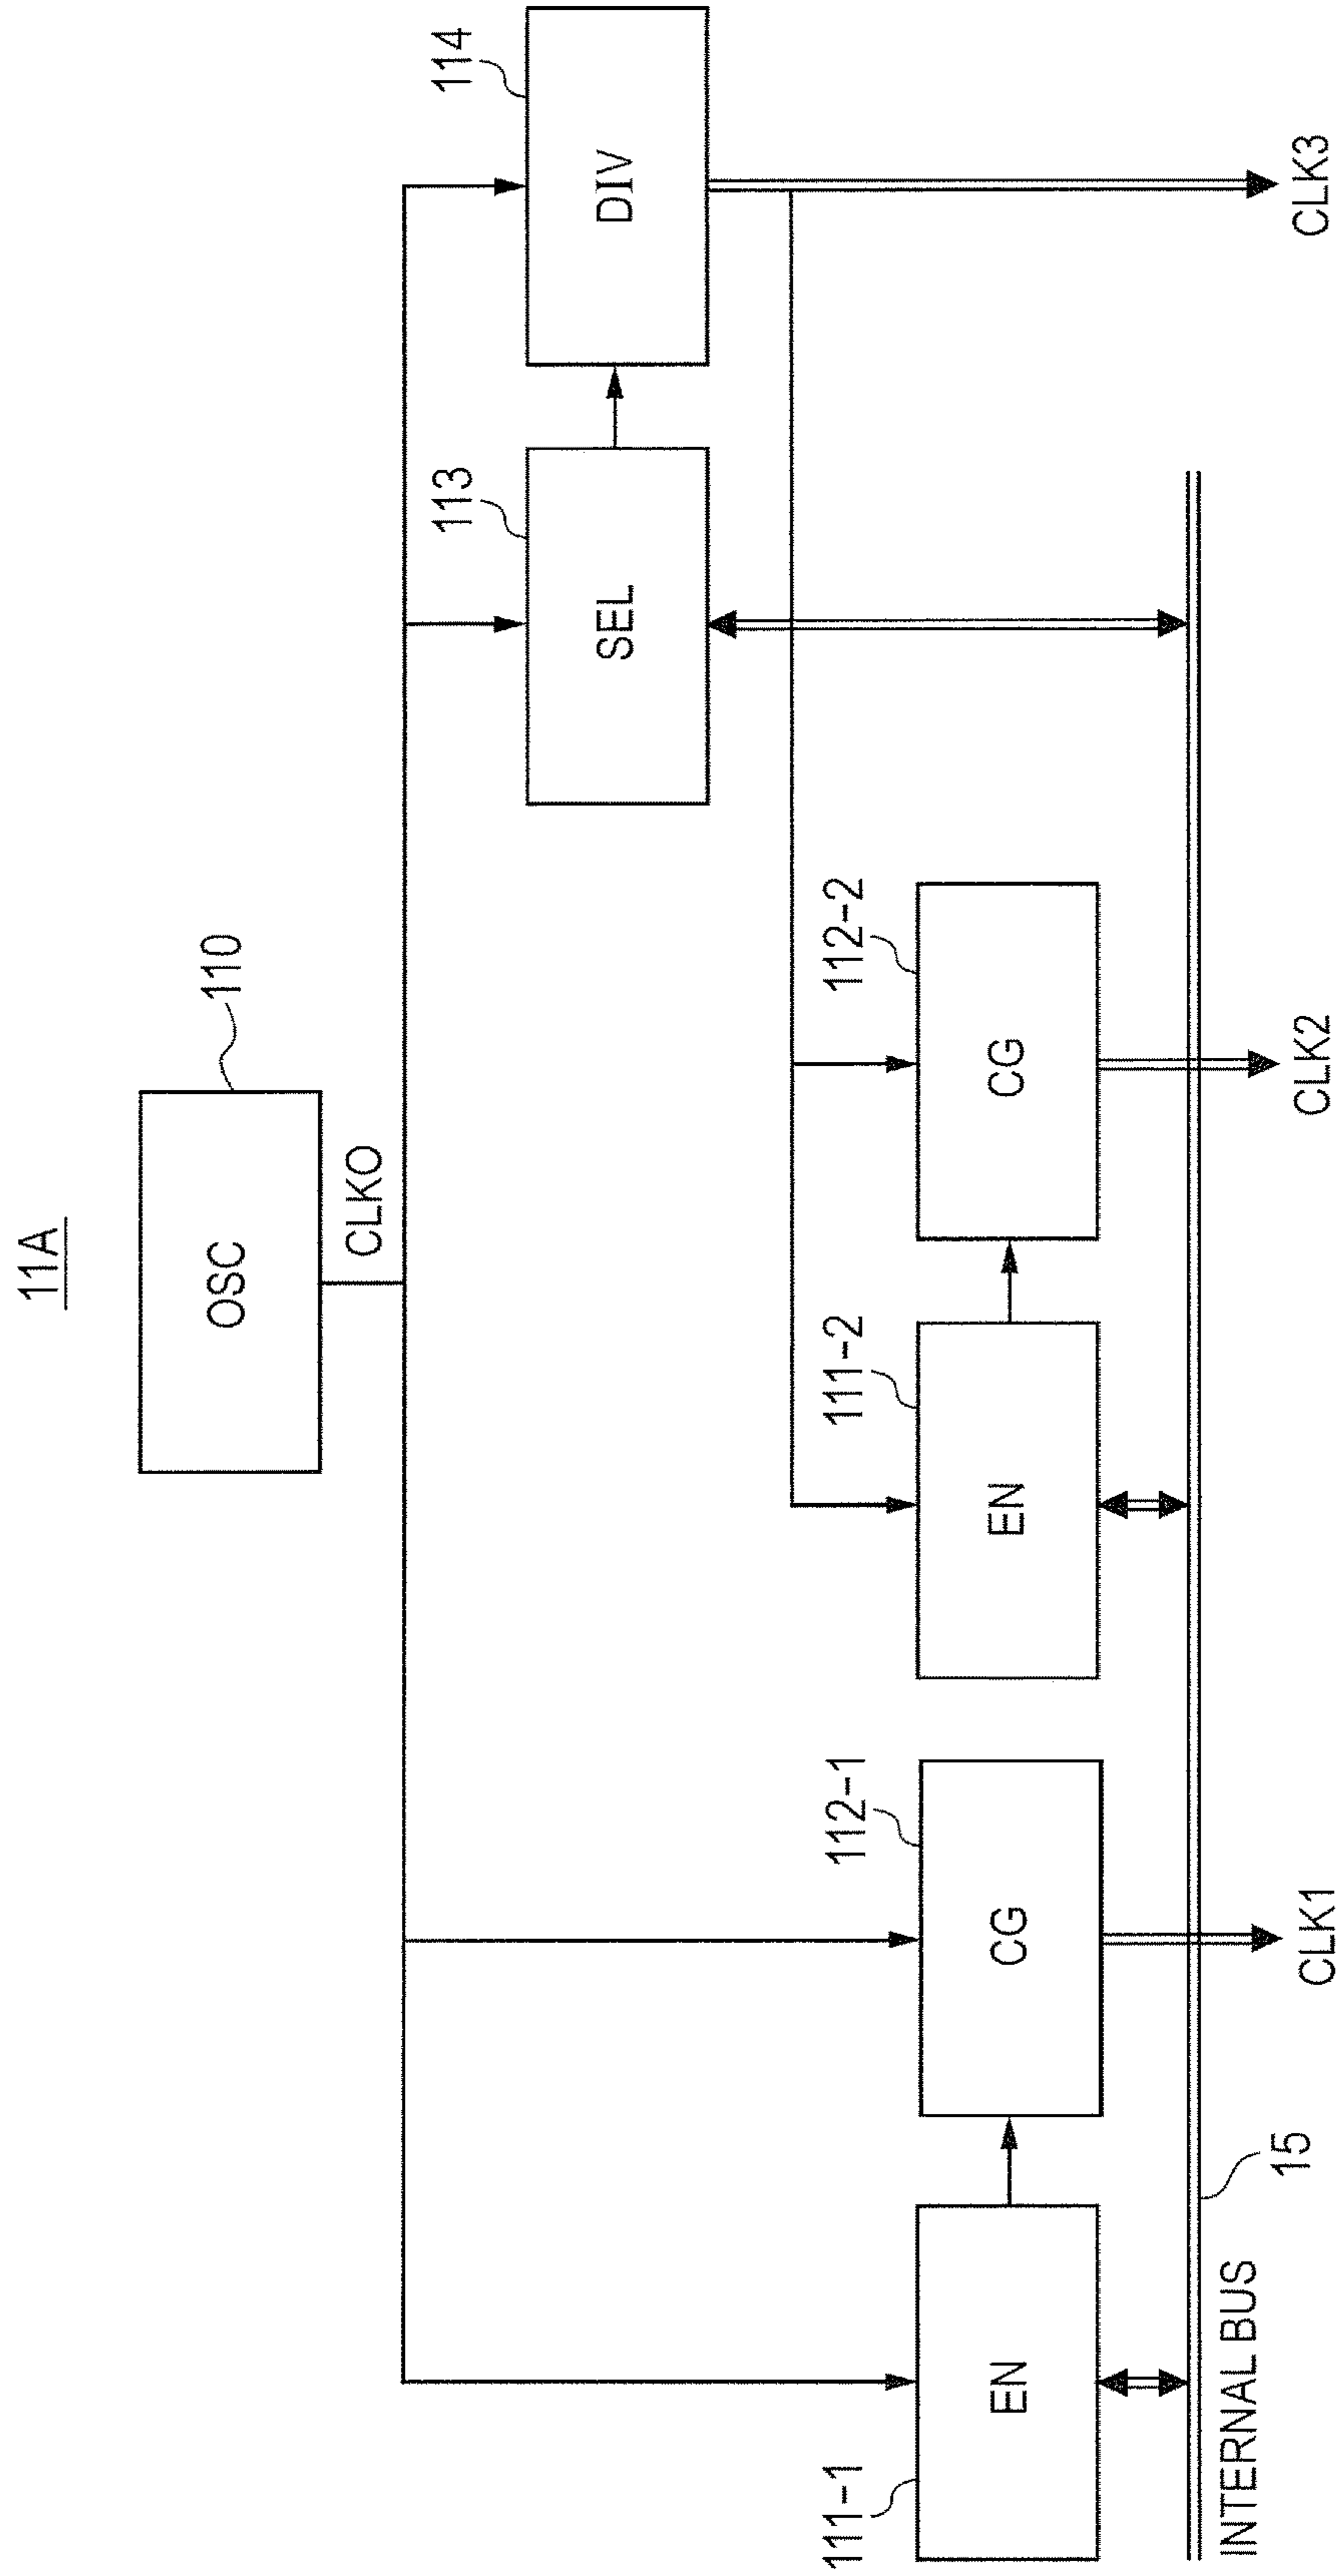 11A
OSC
110
CLKO
SEL
113
DIV
114
EN
111-1
CG
112-1
EN
111-2
CG
112-2
INTERNAL BUS
15
CLK1
CLK2
CLK3